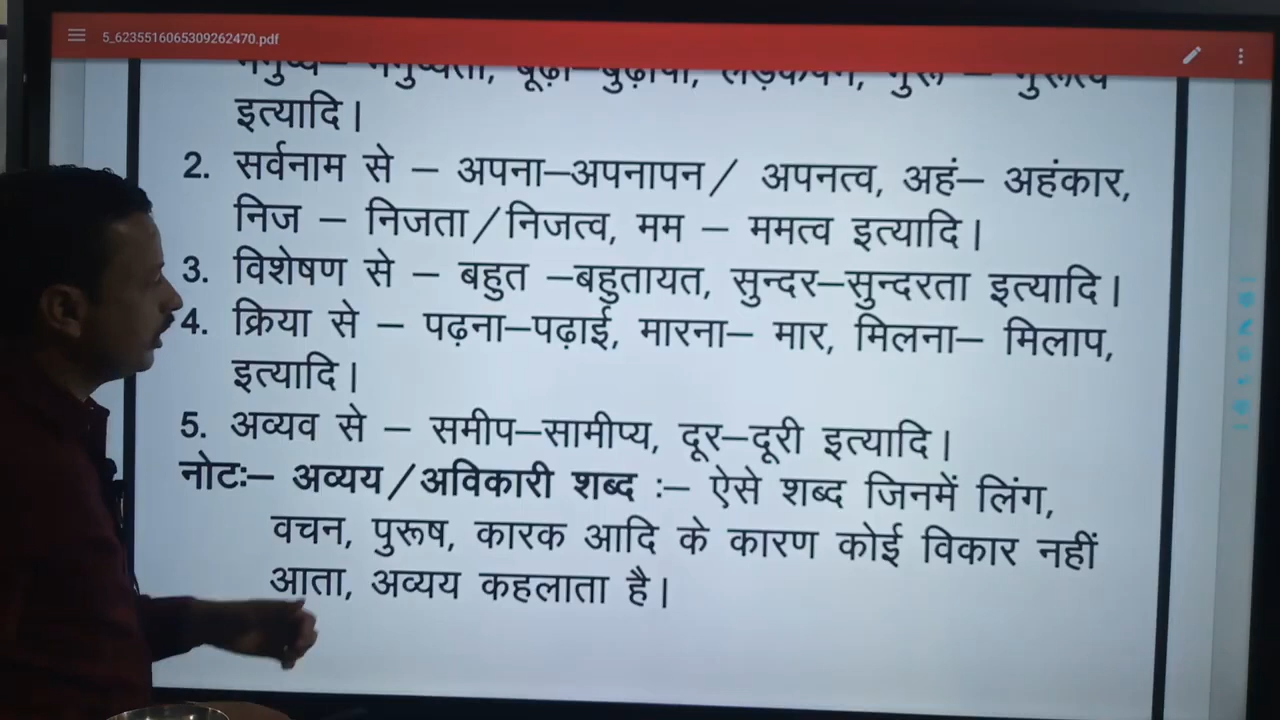 5_6235516065309262470.pdf
इत्यादि।
2. सर्वनाम से – अपना–अपनापन/ अपनत्व, अहं– अहंकार,
निज – निजता/निजत्व, मम – ममत्व इत्यादि।
3. विशेषण से – बहुत –बहुतायत, सुन्दर–सुन्दरता इत्यादि।
4. क्रिया से – पढ़ना–पढ़ाई, मारना– मार, मिलना– मिलाप,
इत्यादि।
5. अव्यव से – समीप–सामीप्य, दूर–दूरी इत्यादि।
नोटः– अव्यय/अविकारी शब्द :– ऐसे शब्द जिनमें लिंग,
वचन, पुरूष, कारक आदि के कारण कोई विकार नहीं
आता, अव्यय कहलाता है।